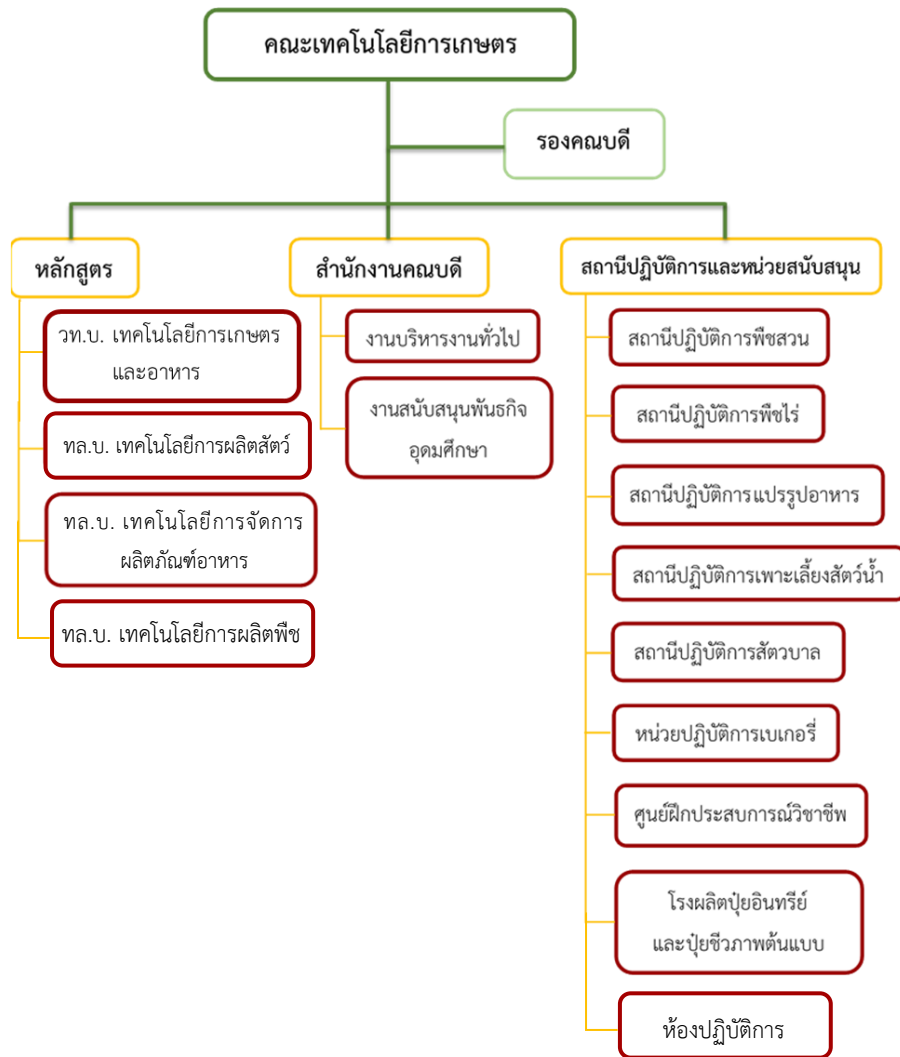 คณะเทคโนโลยีการเกษตร
รองคณบดี
หลักสูตร
วท.บ. เทคโนโลยีการเกษตร
และอาหาร
ทล.บ. เทคโนโลยีการผลิตสัตว์
ทล.บ. เทคโนโลยีการจัดการ
ผลิตภัณฑ์อาหาร
ทล.บ. เทคโนโลยีการผลิตพืช
สำนักงานคณบดี
งานบริหารงานทั่วไป
งานสนับสนุนพันธกิจ
อุดมศึกษา
สถานีปฏิบัติการและหน่วยสนับสนุน
สถานีปฏิบัติการพืชสวน
สถานีปฏิบัติการพืชไร่
สถานีปฏิบัติการแปรรูปอาหาร
สถานีปฏิบัติการเพาะเลี้ยงสัตว์น้ำ
สถานีปฏิบัติการสัตวบาล
หน่วยปฏิบัติการเบเกอรี่
ศูนย์ฝึกประสบการณ์วิชาชีพ
โรงผลิตปุ๋ยอินทรีย์
และปุ๋ยชีวภาพต้นแบบ
ห้องปฏิบัติการ